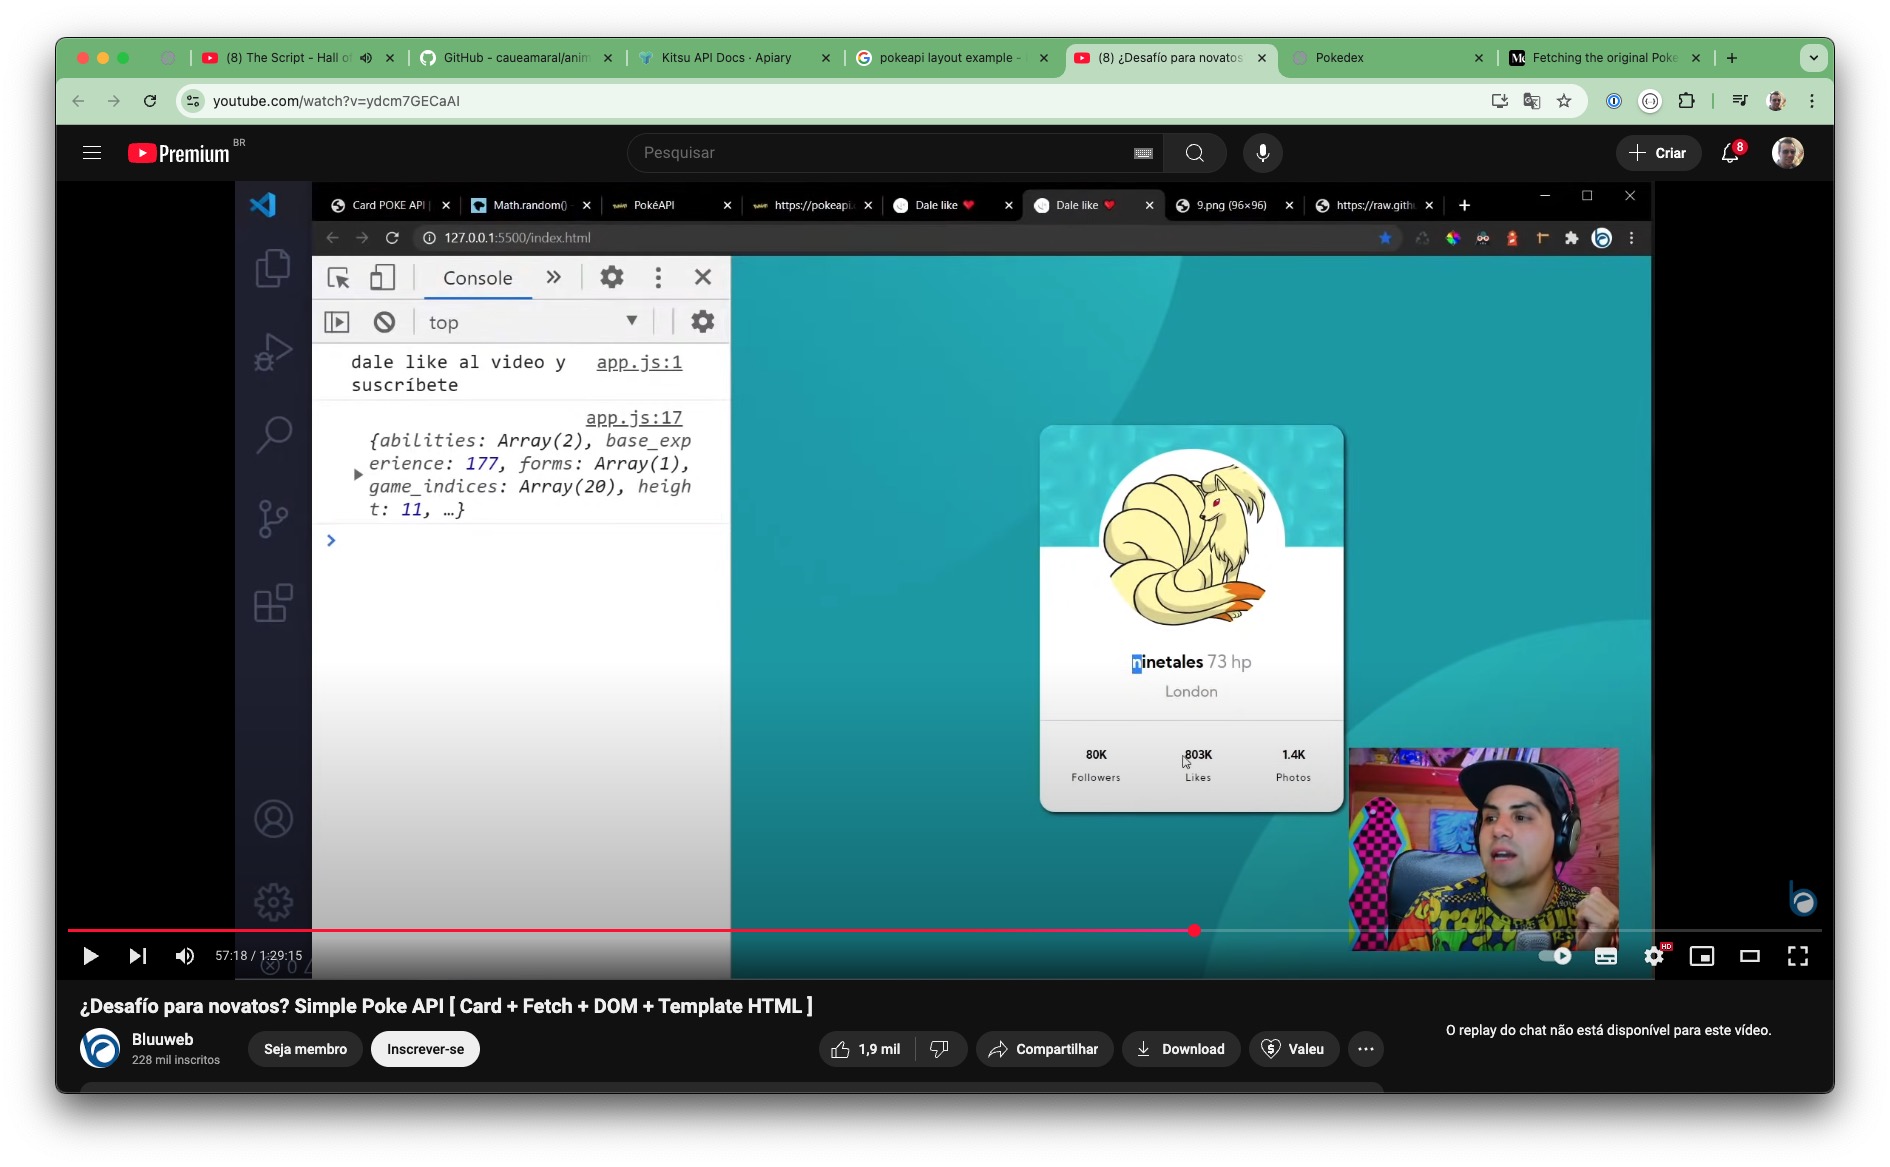 (8) The Script - Hall of
GitHub - caueamaral/anim
Kitsu API Docs · Apiary
pokeapi layout example -
(8) ¿Desafío para novatos
Pokedex
Fetching the original Poke
youtube.com/watch?v=ydcm7GECaAI
Premium
BR
Pesquisar
Criar
8
Card POKE API |
Math.random()
PokéAPI
https://pokeapi.
Dale like
Dale like
9.png (96×96)
https://raw.gith
127.0.0.1:5500/index.html
Console
top
dale like al video y app.js:1
suscríbete
app.js:17
{abilities: Array(2), base_exp
erience: 177, forms: Array(1),
game_indices: Array(20), heigh
t: 11, …}
ninetales 73 hp
London
80K 803K 1.4K
Followers Likes Photos
57:18 / 1:29:15
HD
¿Desafío para novatos? Simple Poke API [ Card + Fetch + DOM + Template HTML ]
Bluuweb
228 mil inscritos
Seja membro
Inscrever-se
1,9 mil
Compartilhar
Download
Valeu
O replay do chat não está disponível para este vídeo.